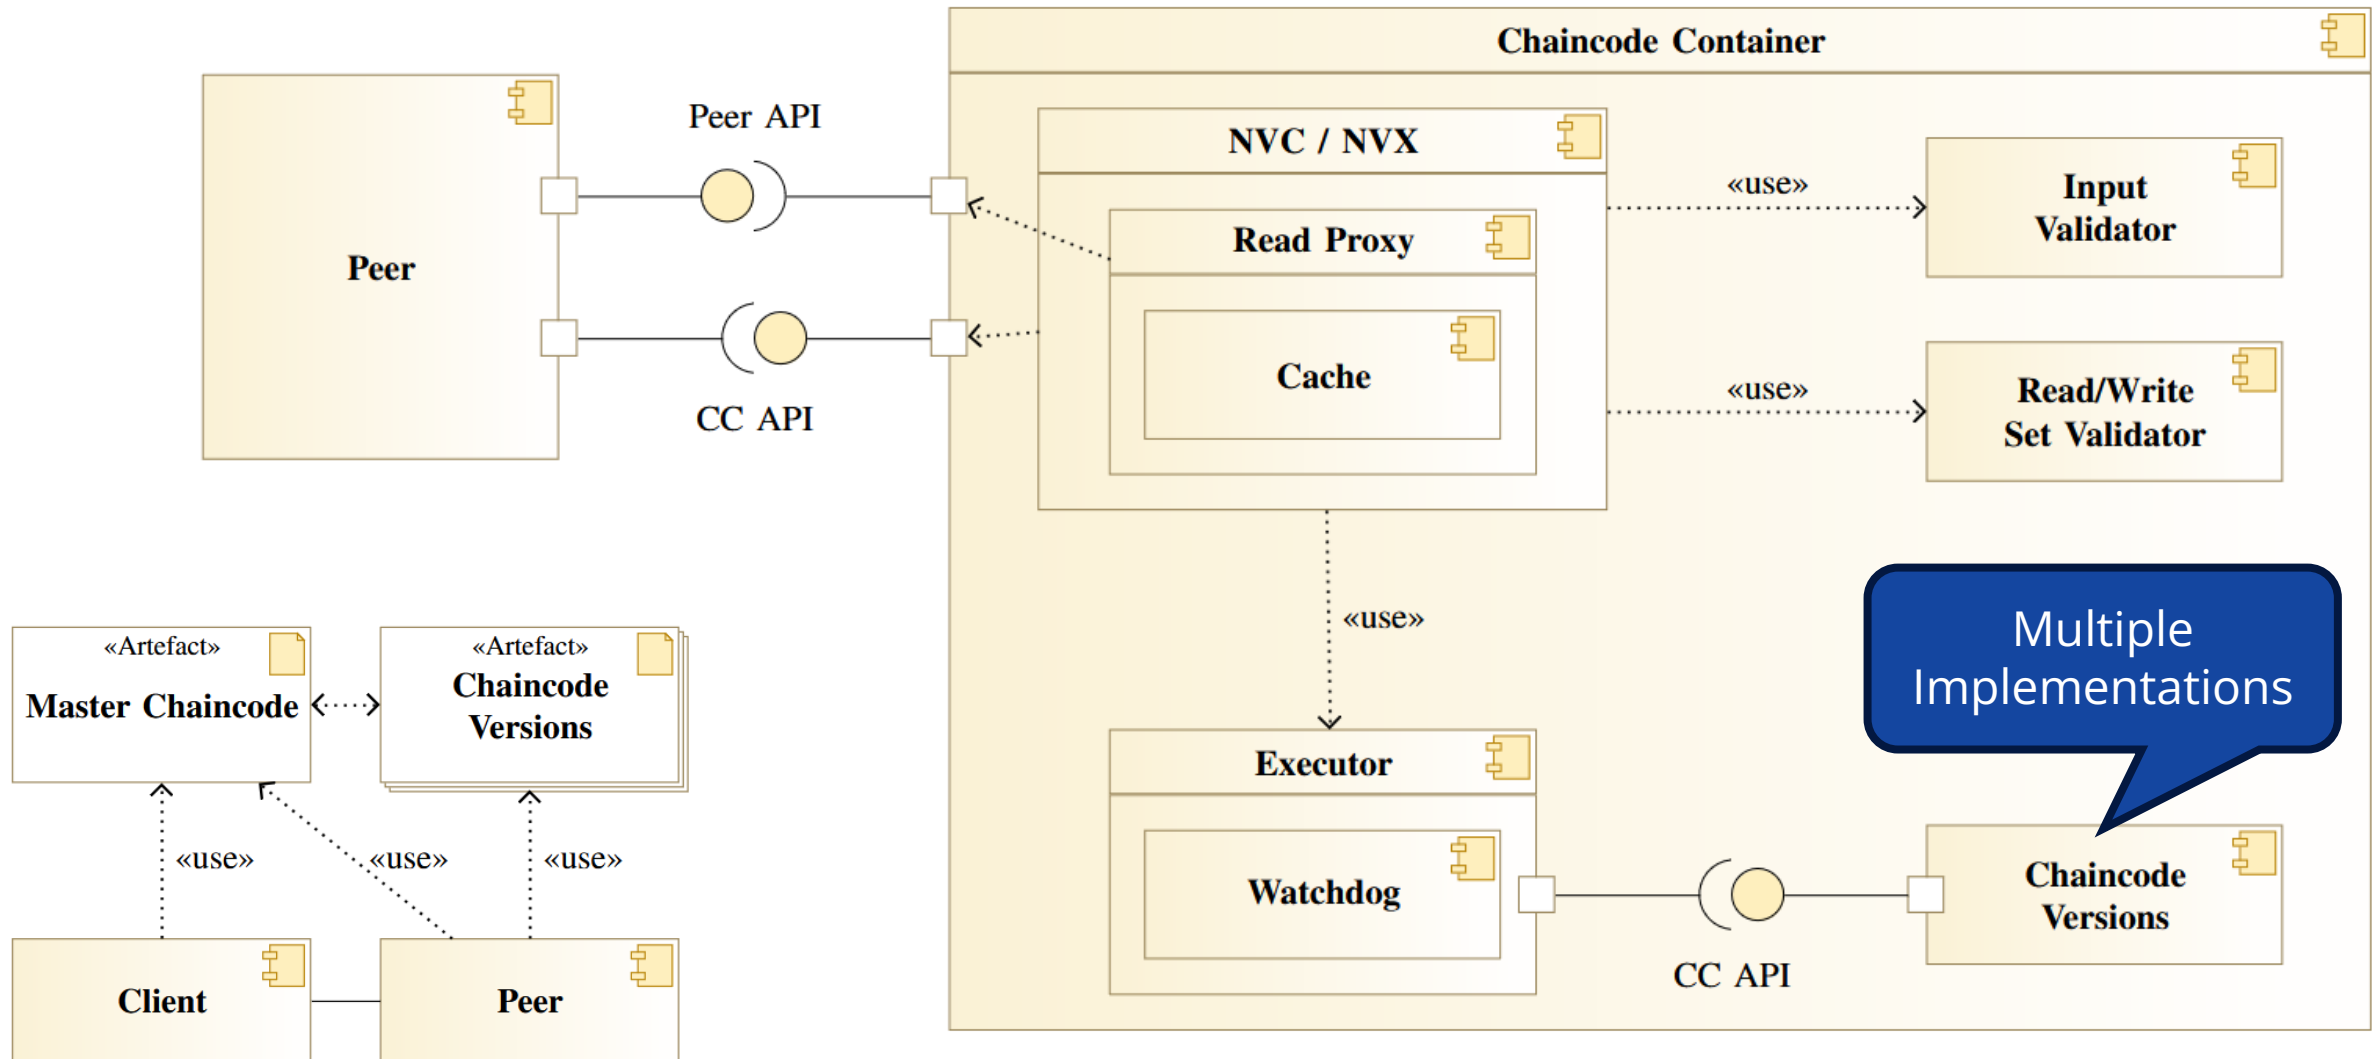 Chaincode Container
Peer API
Peer
CC API
NVC / NVX
Read Proxy
Cache
«use»
Input
Validator
«use»
Read/Write
Set Validator
«use»
Multiple
Implementations
Executor
Watchdog
CC API
Chaincode
Versions
«Artefact»
Master Chaincode
«Artefact»
Chaincode
Versions
«use»
«use»
«use»
Client
Peer